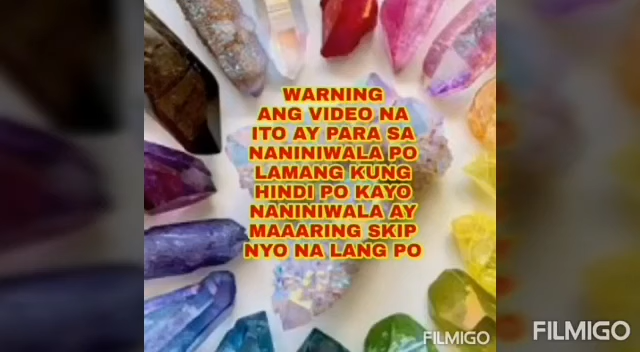 WARNING
ANG VIDEO NA
ITO AY PARA SA
NANINIWALA PO
LAMANG KUNG
HINDI PO KAYO
NANINIWALA AY
MAAARING SKIP
NYO NA LANG PO
FILMIGO
FILMIGO